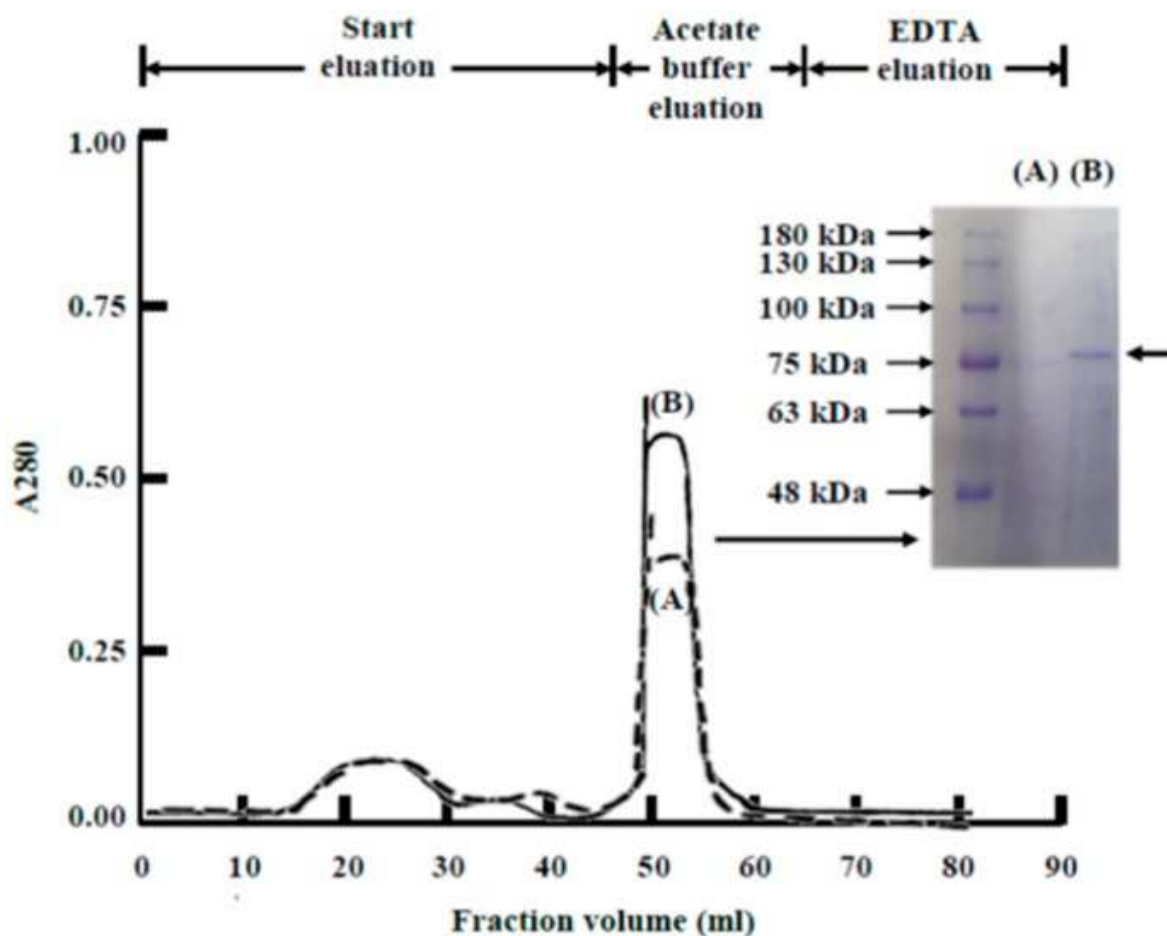 Start
eluation
Acetate
buffer
eluation
EDTA
eluation
1.00
0.75
0.50
0.25
0.00
A280
(A) (B)
180 kDa
130 kDa
100 kDa
75 kDa
63 kDa
48 kDa
(B)
(A)
0 10 20 30 40 50 60 70 80 90
Fraction volume (ml)